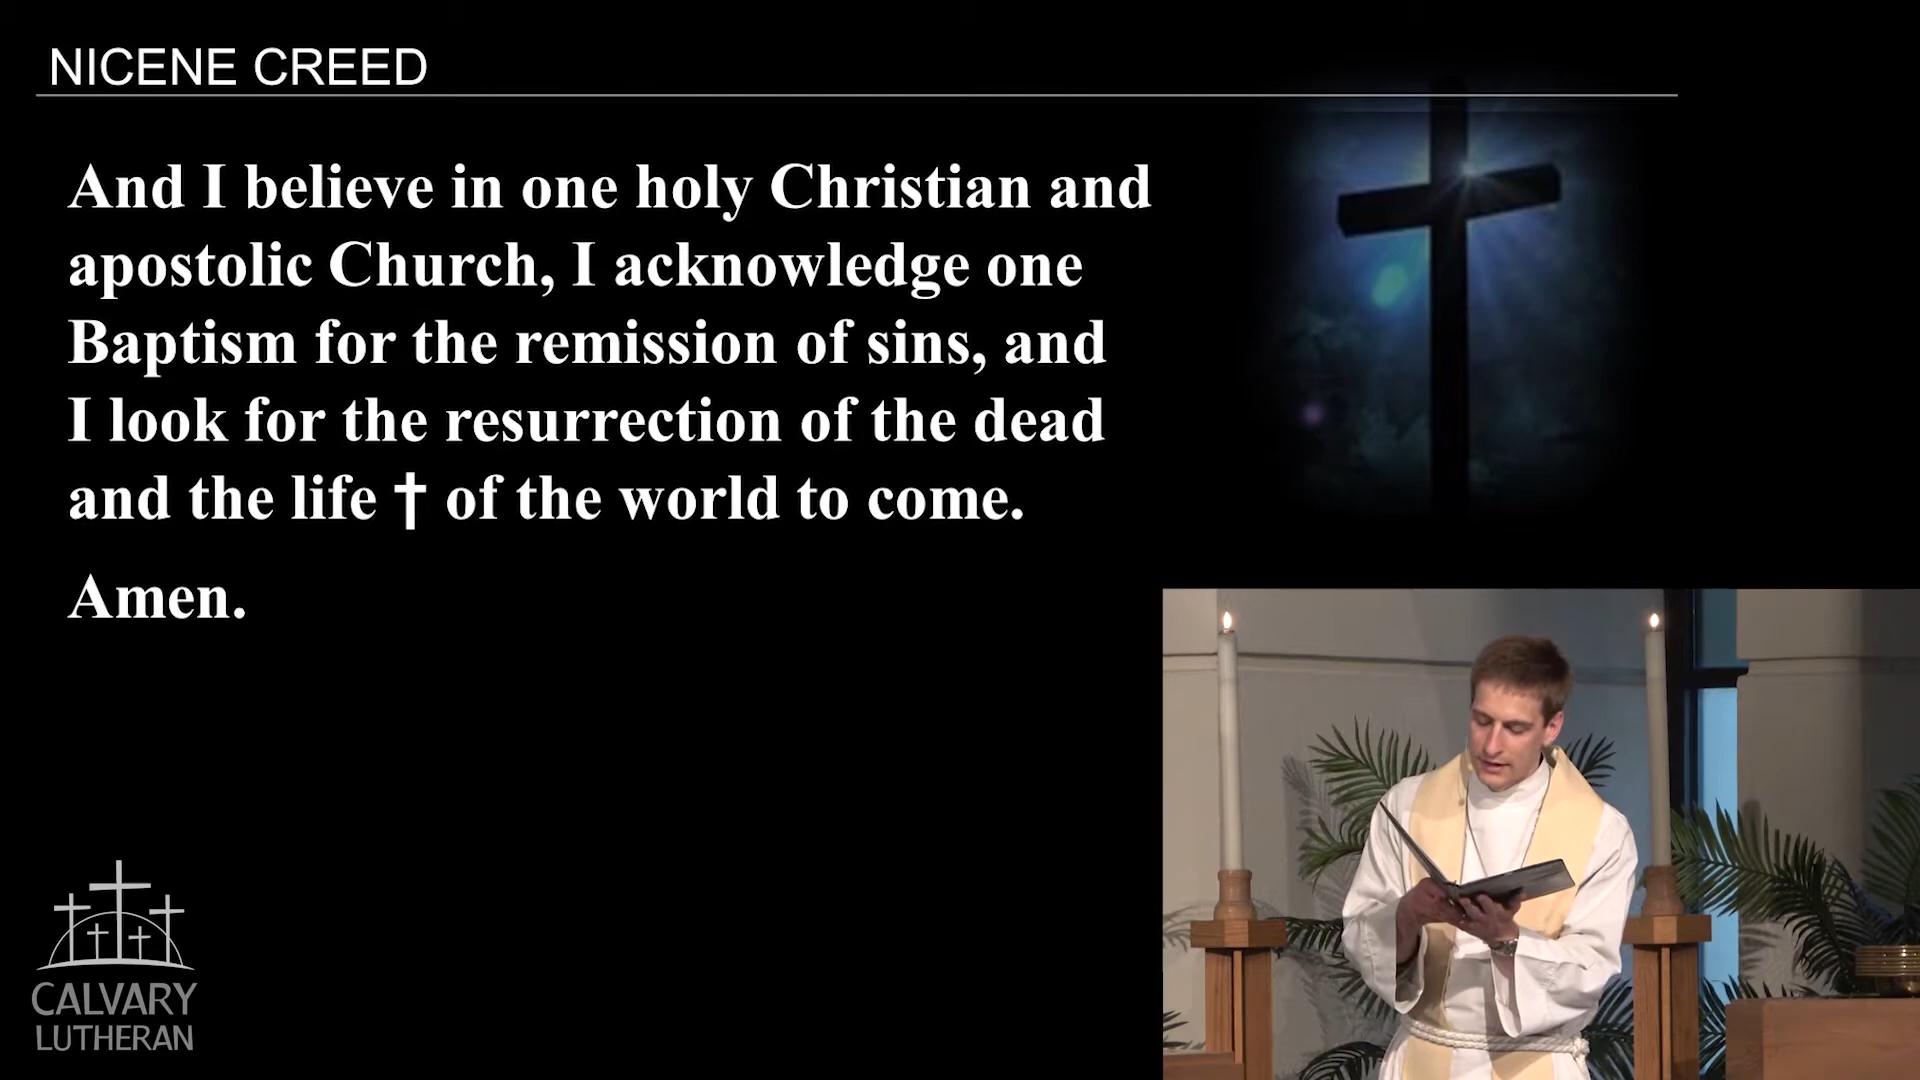 NICENE CREED
And I believe in one holy Christian and
apostolic Church, I acknowledge one
Baptism for the remission of sins, and
I look for the resurrection of the dead
and the life † of the world to come.
Amen.
CALVARY
LUTHERAN